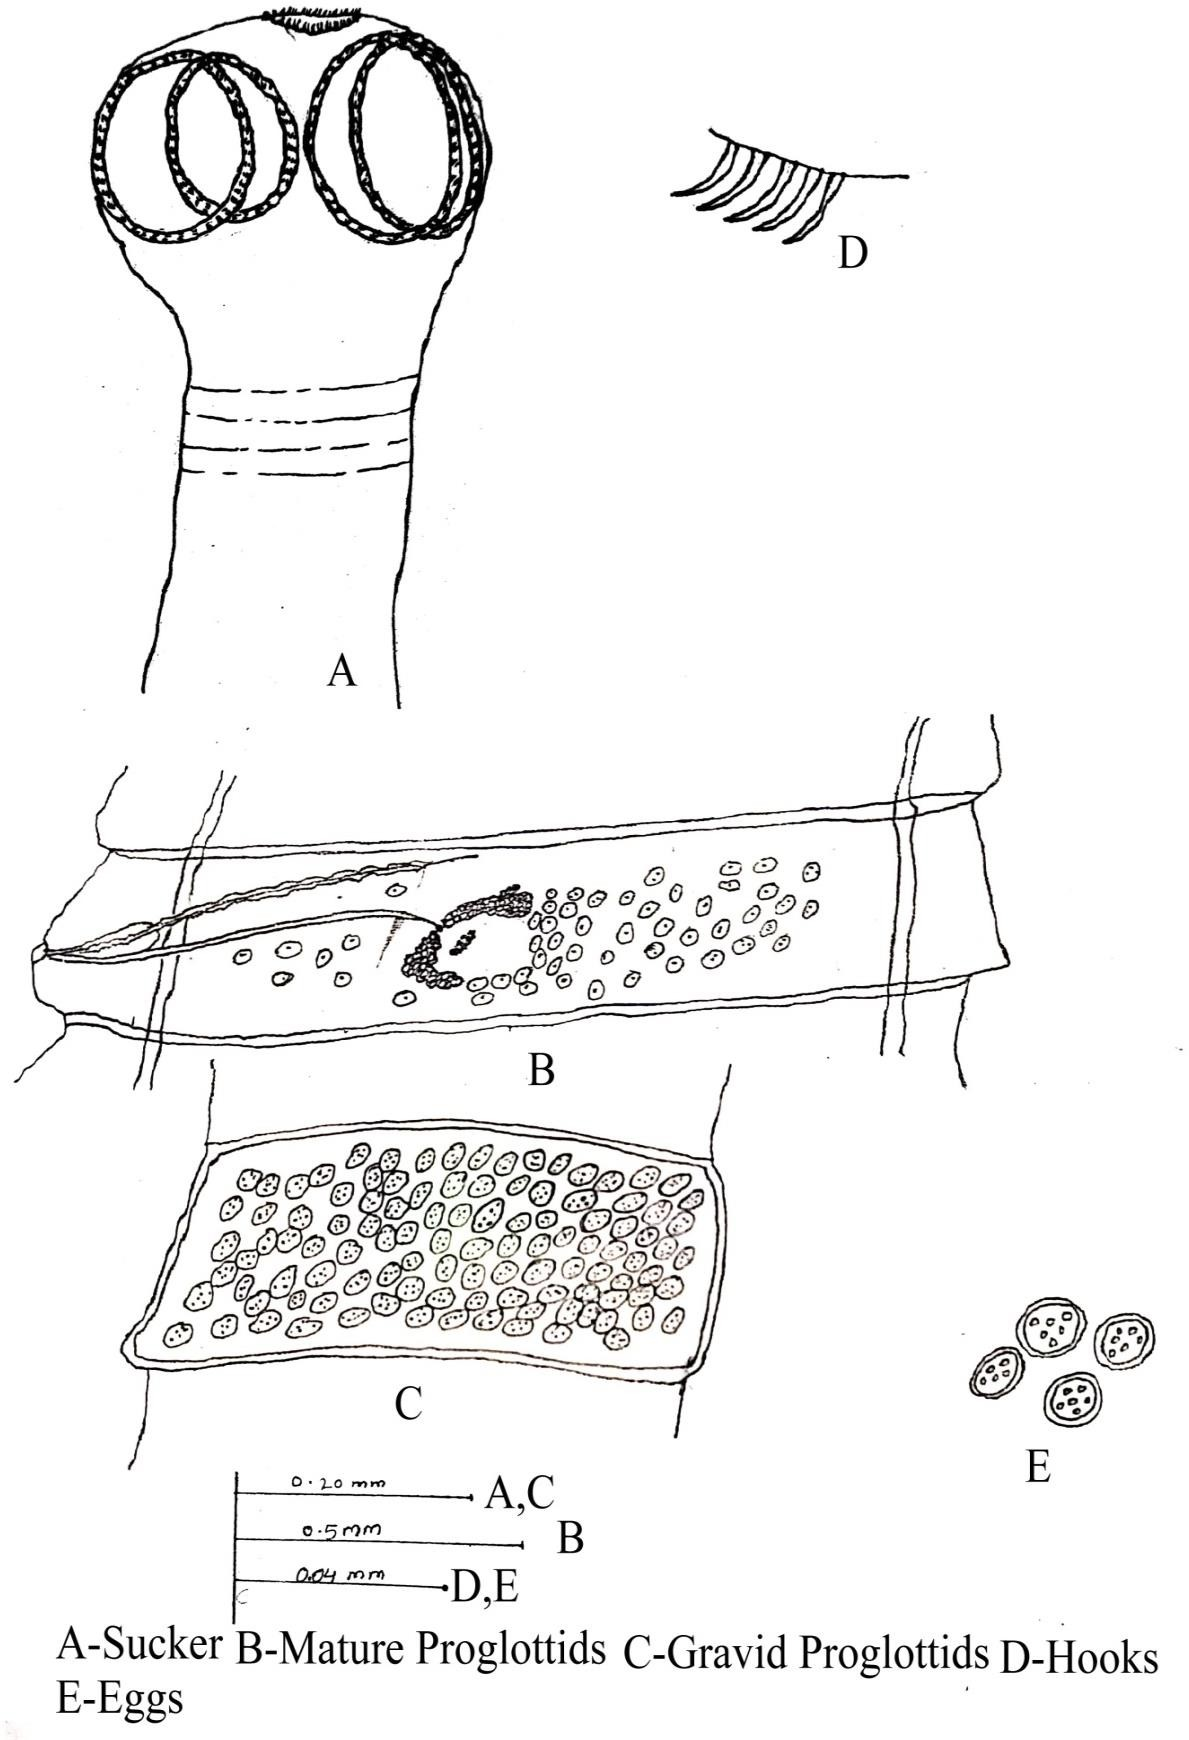 A
D
B
C
E
0.20 mm A,C
0.5mm B
0.04 mm D,E
A-Sucker B-Mature Proglottids C-Gravid Proglottids D-Hooks
E-Eggs